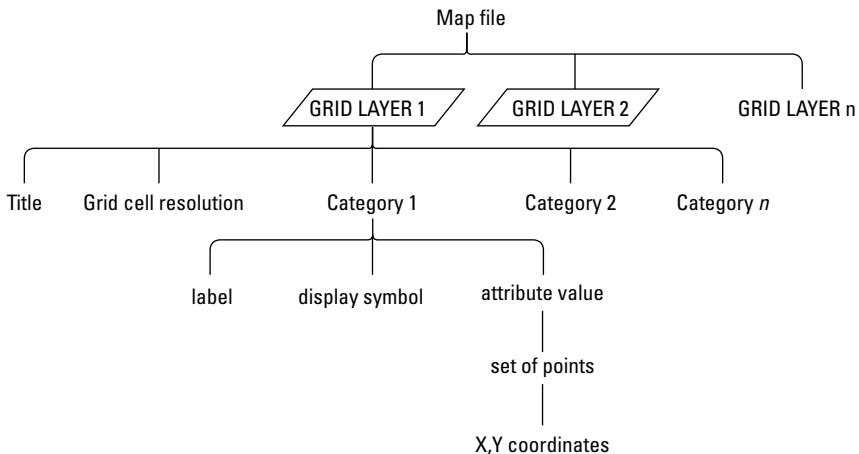 Map file
GRID LAYER 1
GRID LAYER 2
GRID LAYER n
Title
Grid cell resolution
Category 1
Category 2
Category n
label
display symbol
attribute value
set of points
X,Y coordinates